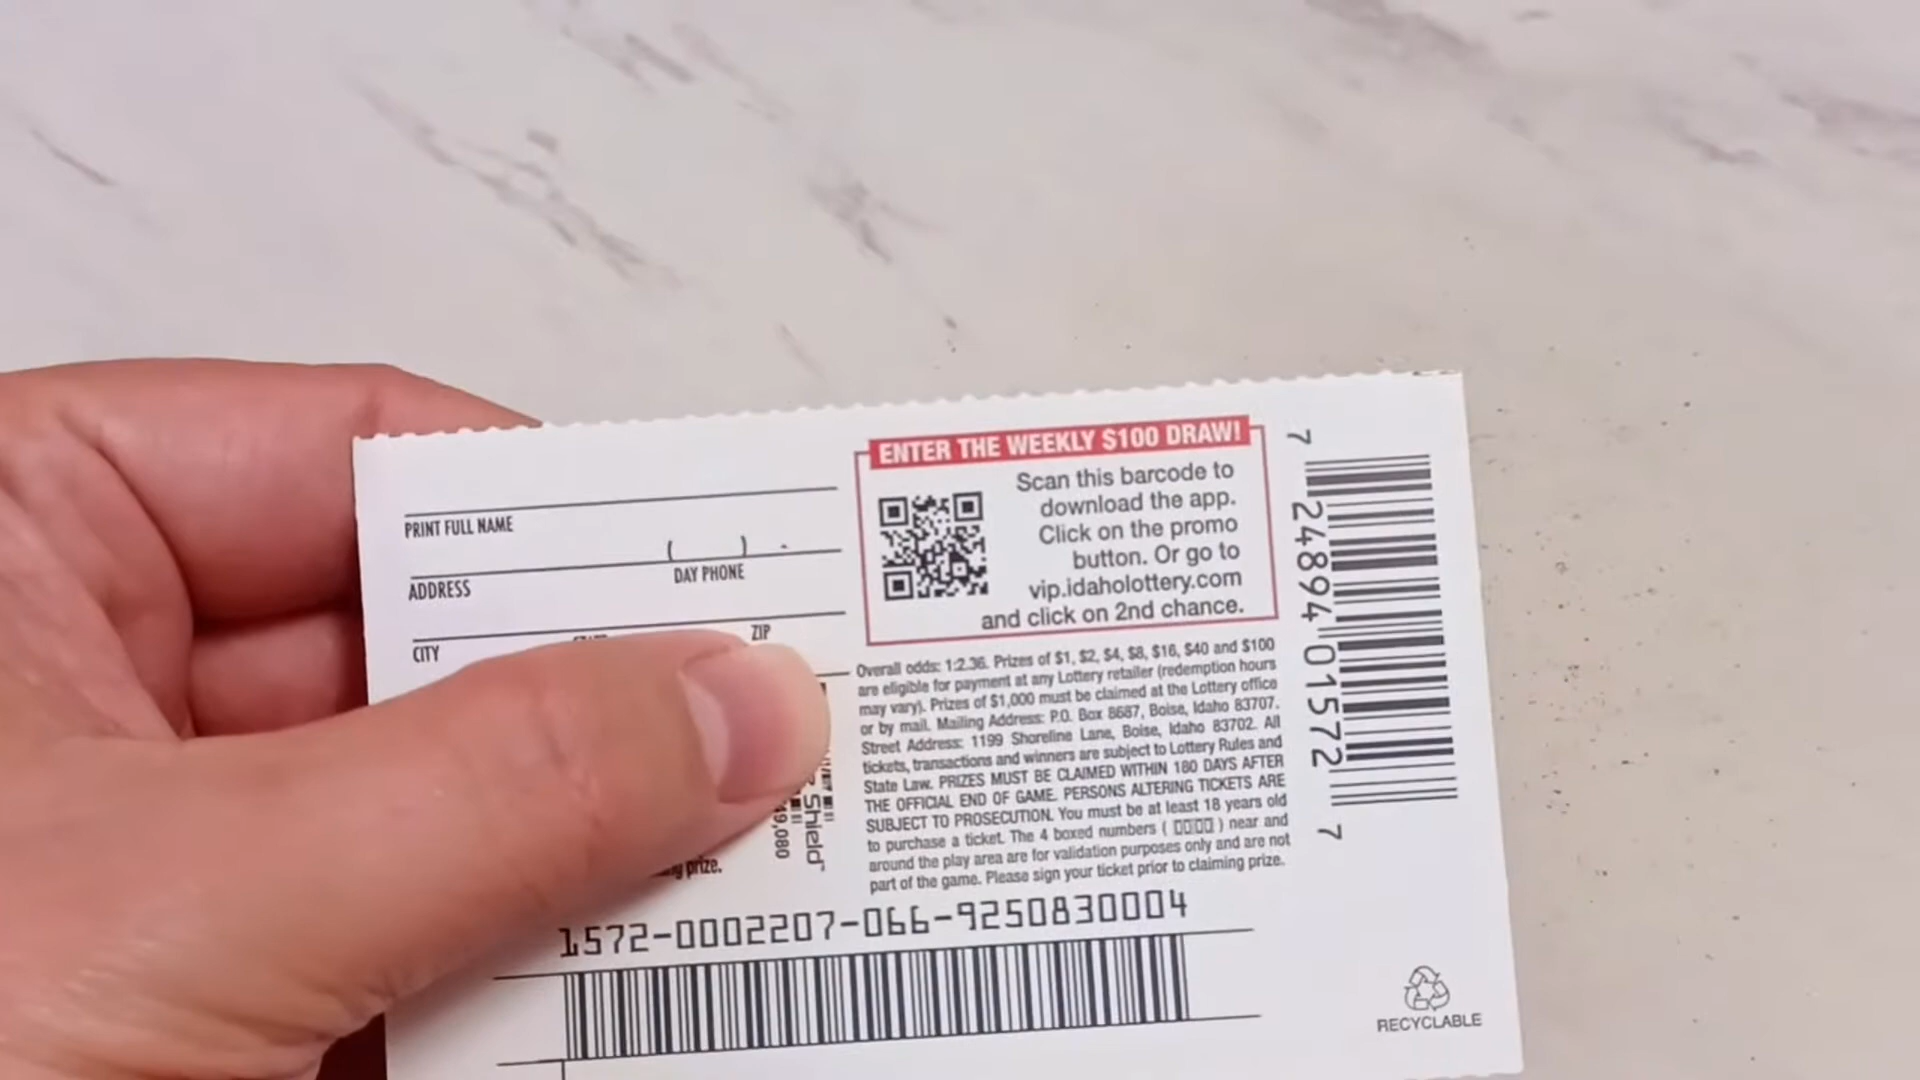 PRINT FULL NAME
( ) -
ADDRESS DAY PHONE
CITY ZIP
Shield
19,080
prize.
ENTER THE WEEKLY $100 DRAW!
Scan this barcode to
download the app.
Click on the promo
button. Or go to
vip.idaholottery.com
and click on 2nd chance.
Overall odds: 1:2.36. Prizes of $1, $2, $4, $8, $16, $40 and $100
are eligible for payment at any Lottery retailer (redemption hours
may vary). Prizes of $1,000 must be claimed at the Lottery office
or by mail. Mailing Address: P.O. Box 8687, Boise, Idaho 83707.
Street Address: 1199 Shoreline Lane, Boise, Idaho 83702. All
tickets, transactions and winners are subject to Lottery Rules and
State Law. PRIZES MUST BE CLAIMED WITHIN 180 DAYS AFTER
THE OFFICIAL END OF GAME. PERSONS ALTERING TICKETS ARE
SUBJECT TO PROSECUTION. You must be at least 18 years old
to purchase a ticket. The 4 boxed numbers ( ) near and
around the play area are for validation purposes only and are not
part of the game. Please sign your ticket prior to claiming prize.
7 24894 01572 7
1572-0002207-066-9250830004
RECYCLABLE